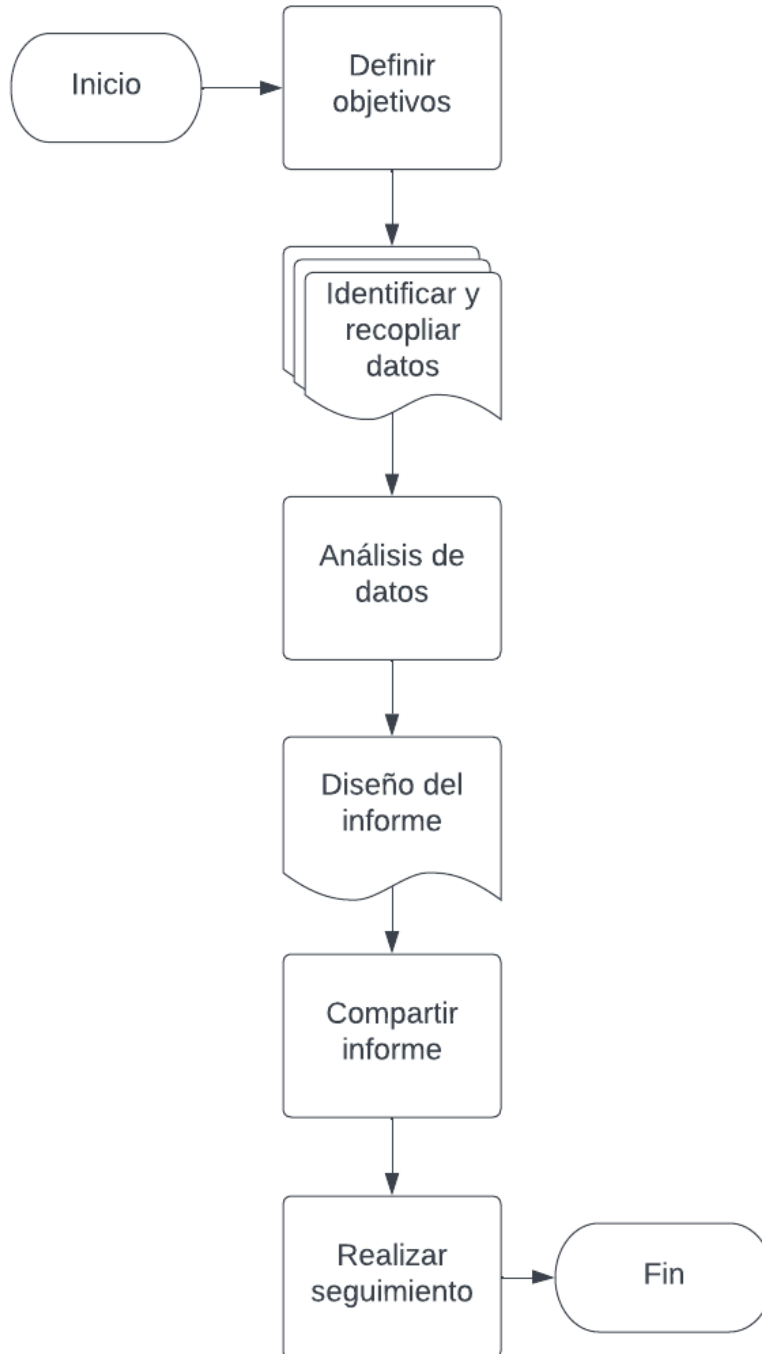 Inicio
Definir
objetivos
Identificar y
recopliar
datos
Análisis de
datos
Diseño del
informe
Compartir
informe
Realizar
seguimiento
Fin